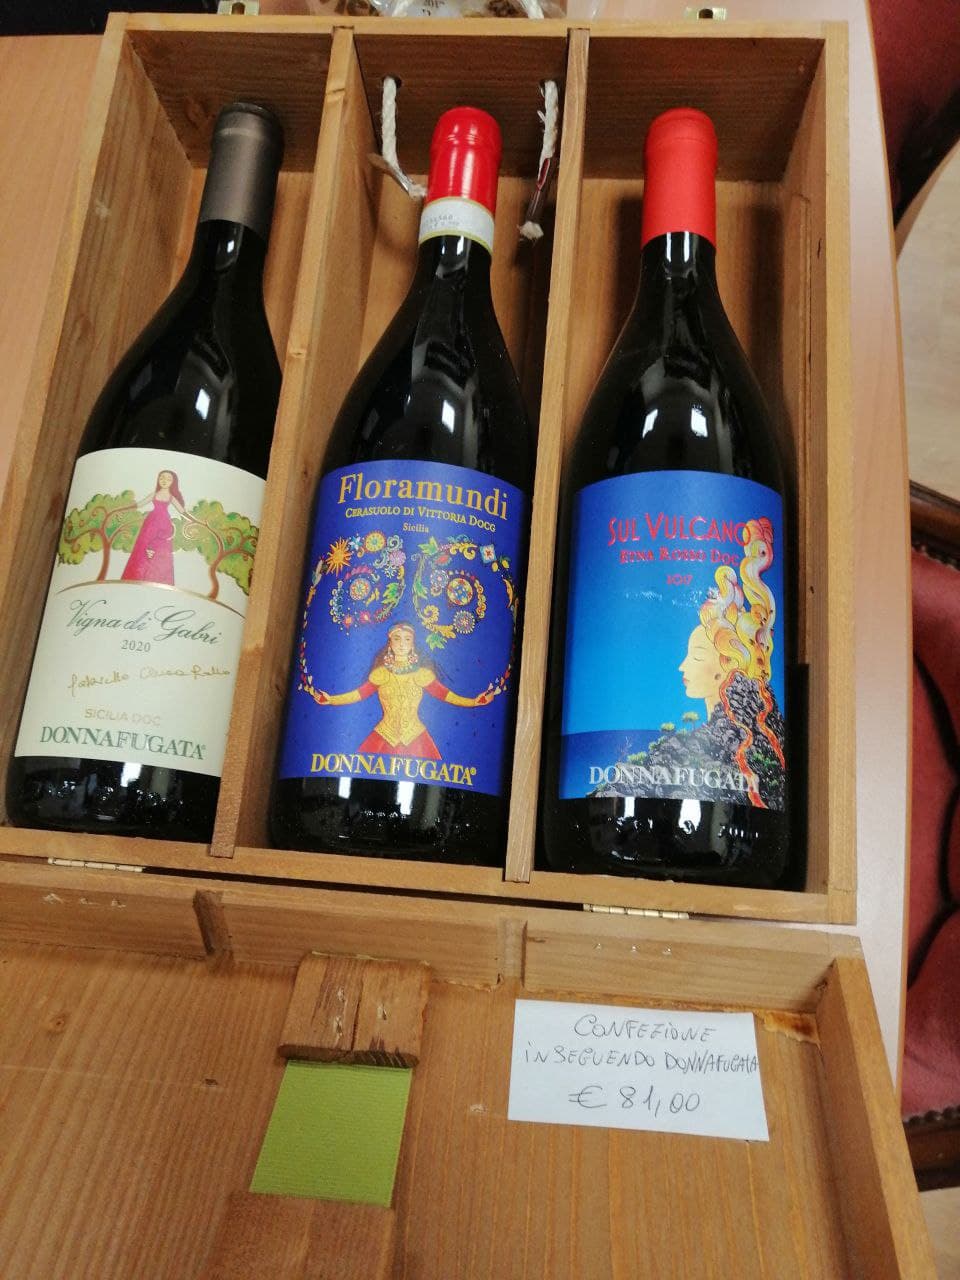 Vigna di Gabri
2020
SICILIA DOC
DONNAFUGATA®
Floramundi
CERASUOLO DI VITTORIA DOCG
Sicilia
DONNAFUGATA®
SUL VULCANO
ETNA ROSSO DOC
2017
DONNAFUGATA
CONFEZIONE
INSEGUENDO DONNAFUGATA
€ 81,00